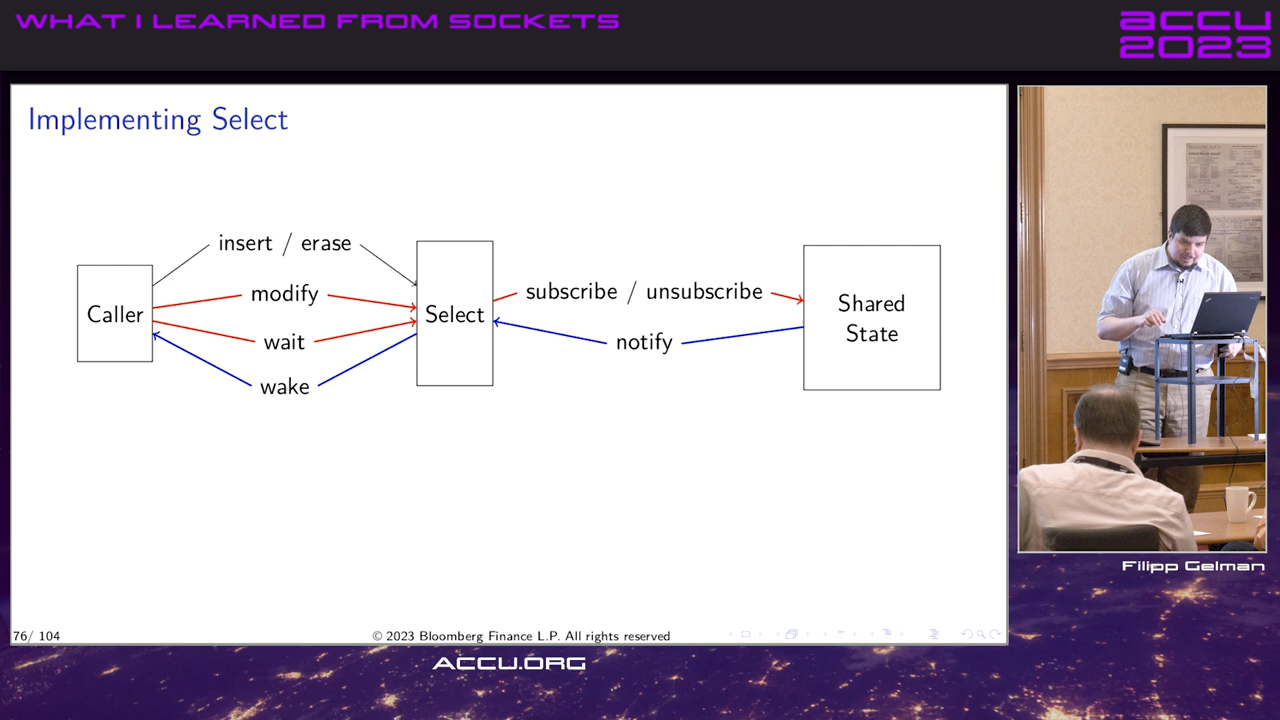 WHAT I LEARNED FROM SOCKETS
accu
2023
Implementing Select
insert / erase
modify
wait
wake
Caller
Select
subscribe / unsubscribe
notify
Shared
State
76/ 104
© 2023 Bloomberg Finance L.P. All rights reserved
Filipp Gelman
ACCU.ORG